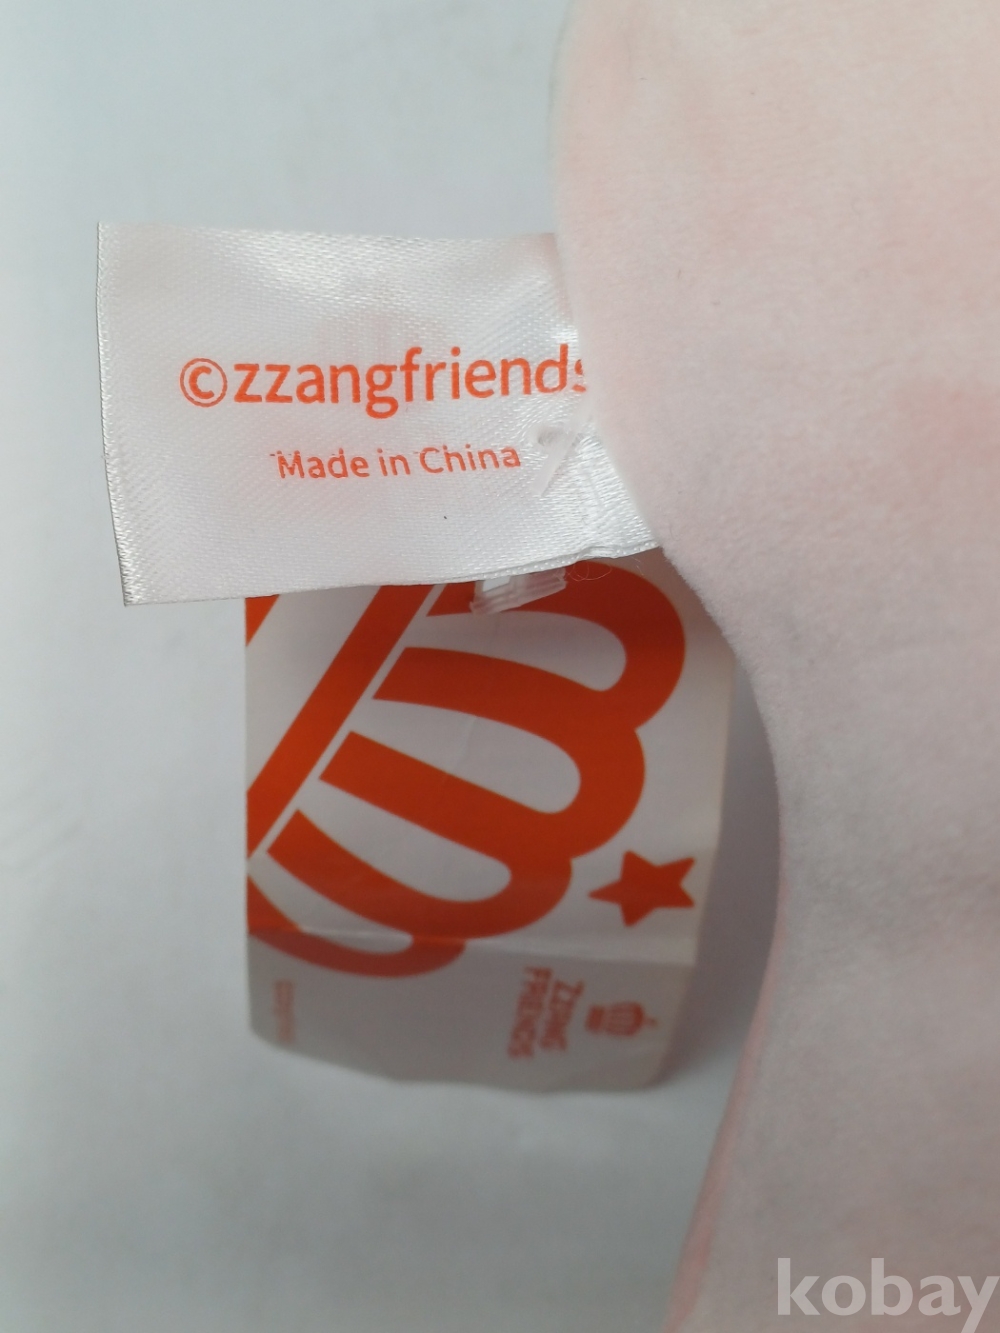 ©zzangfriends
Made in China
ZZANG
FRIENDS
kobay